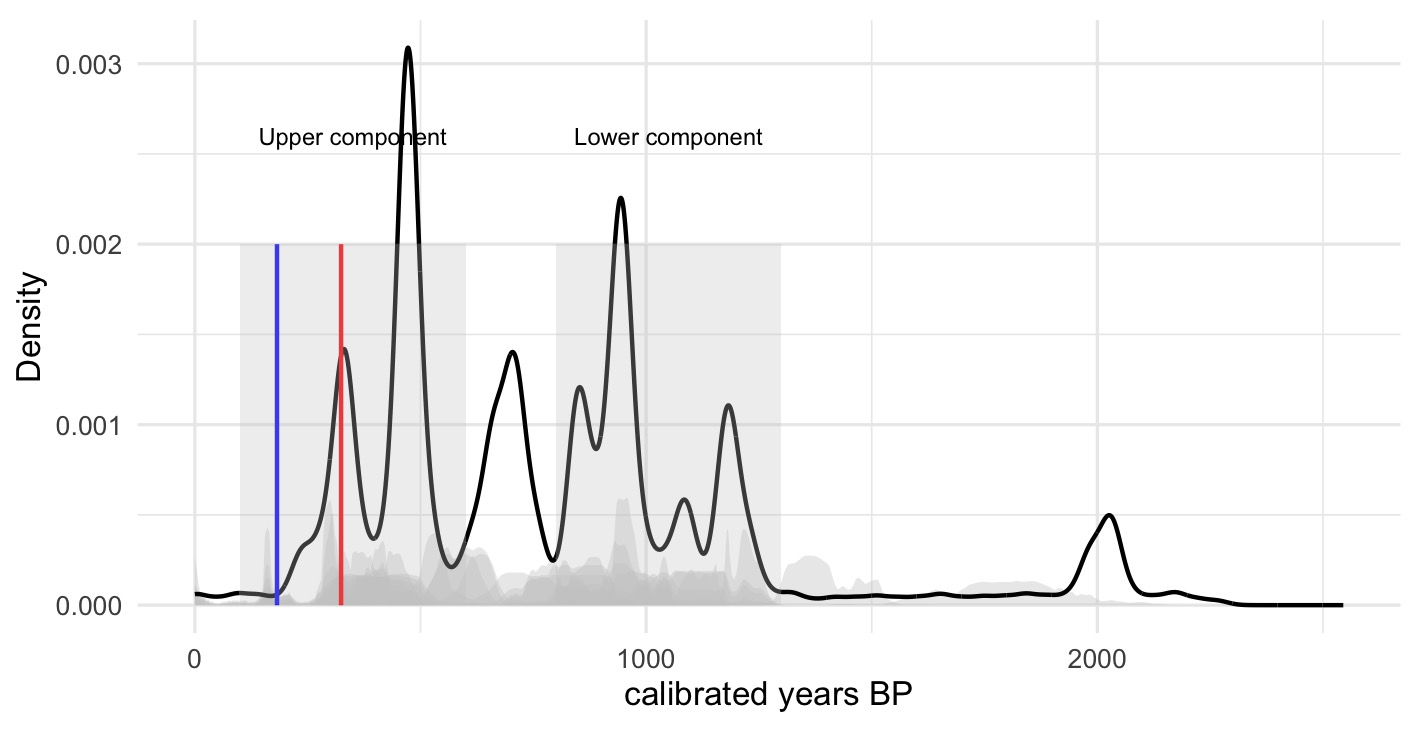 0.003
Upper component Lower component
0.002
Density
0.001
0.000
0 1000 2000
calibrated years BP